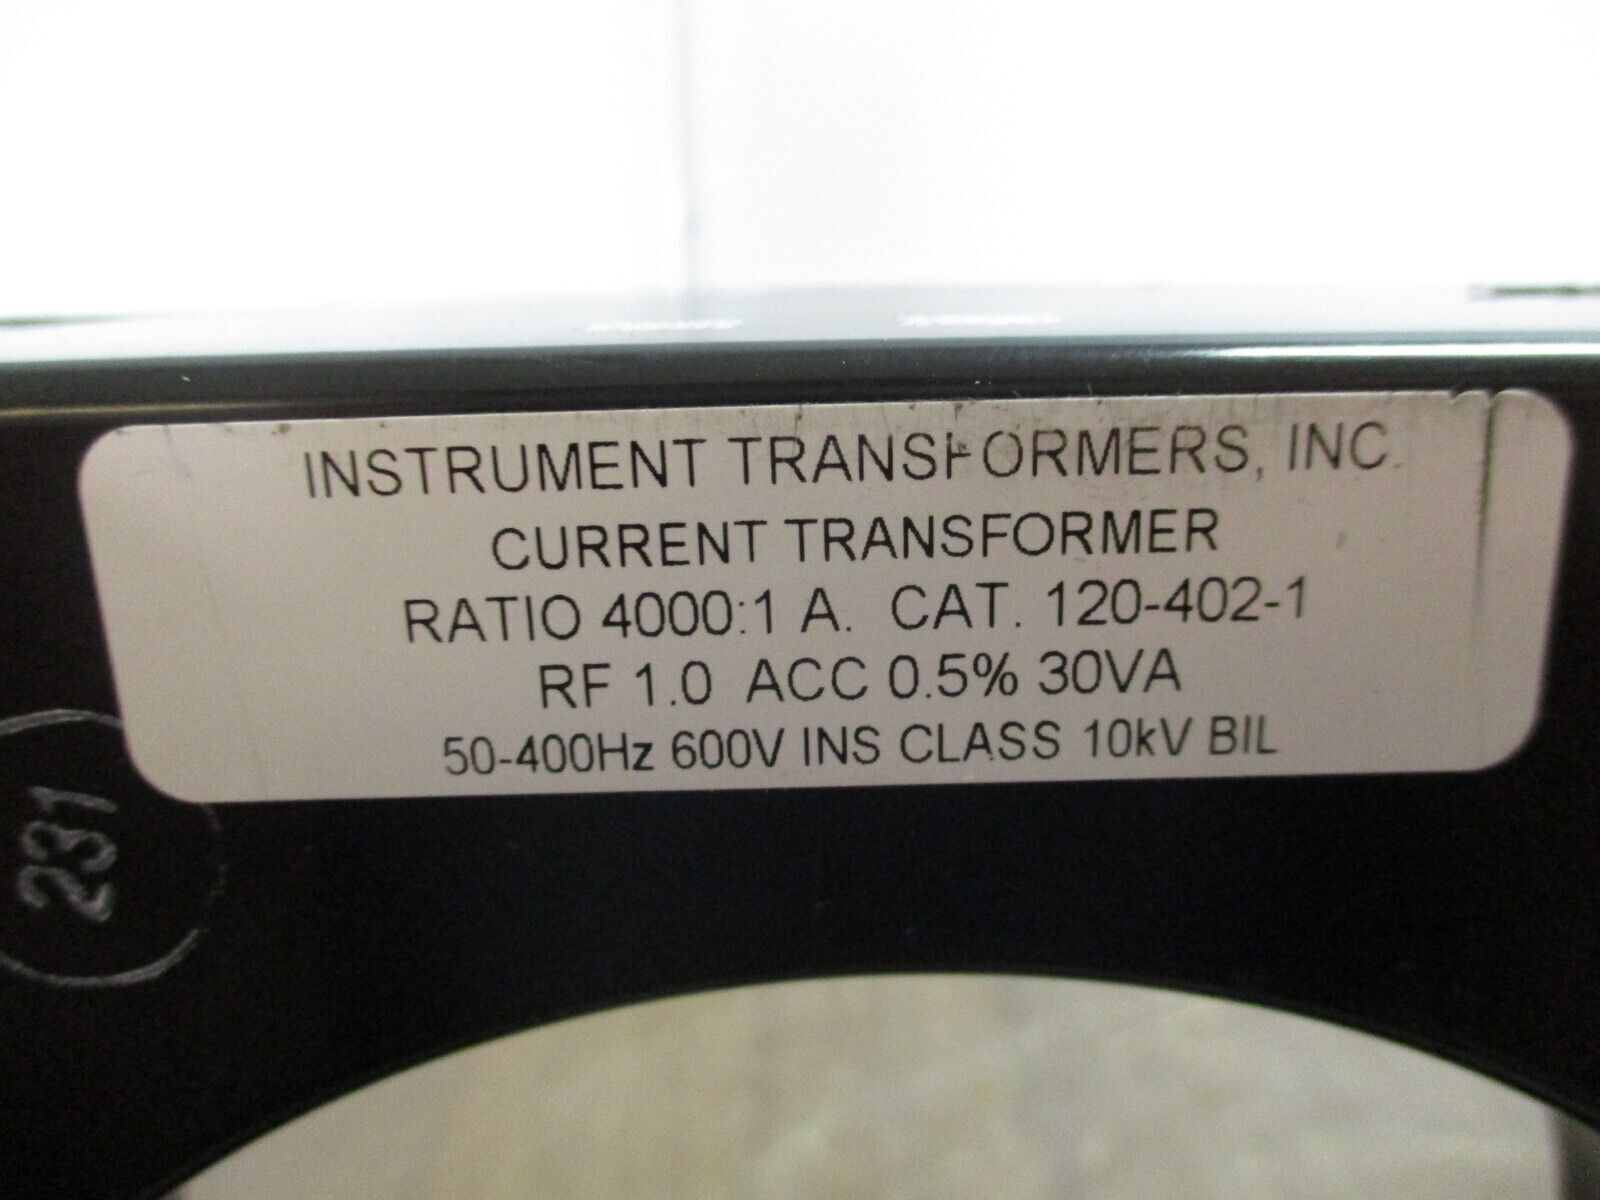 INSTRUMENT TRANSFORMERS, INC.
CURRENT TRANSFORMER
RATIO 4000:1 A. CAT. 120-402-1
RF 1.0 ACC 0.5% 30VA
50-400Hz 600V INS CLASS 10kV BIL
231